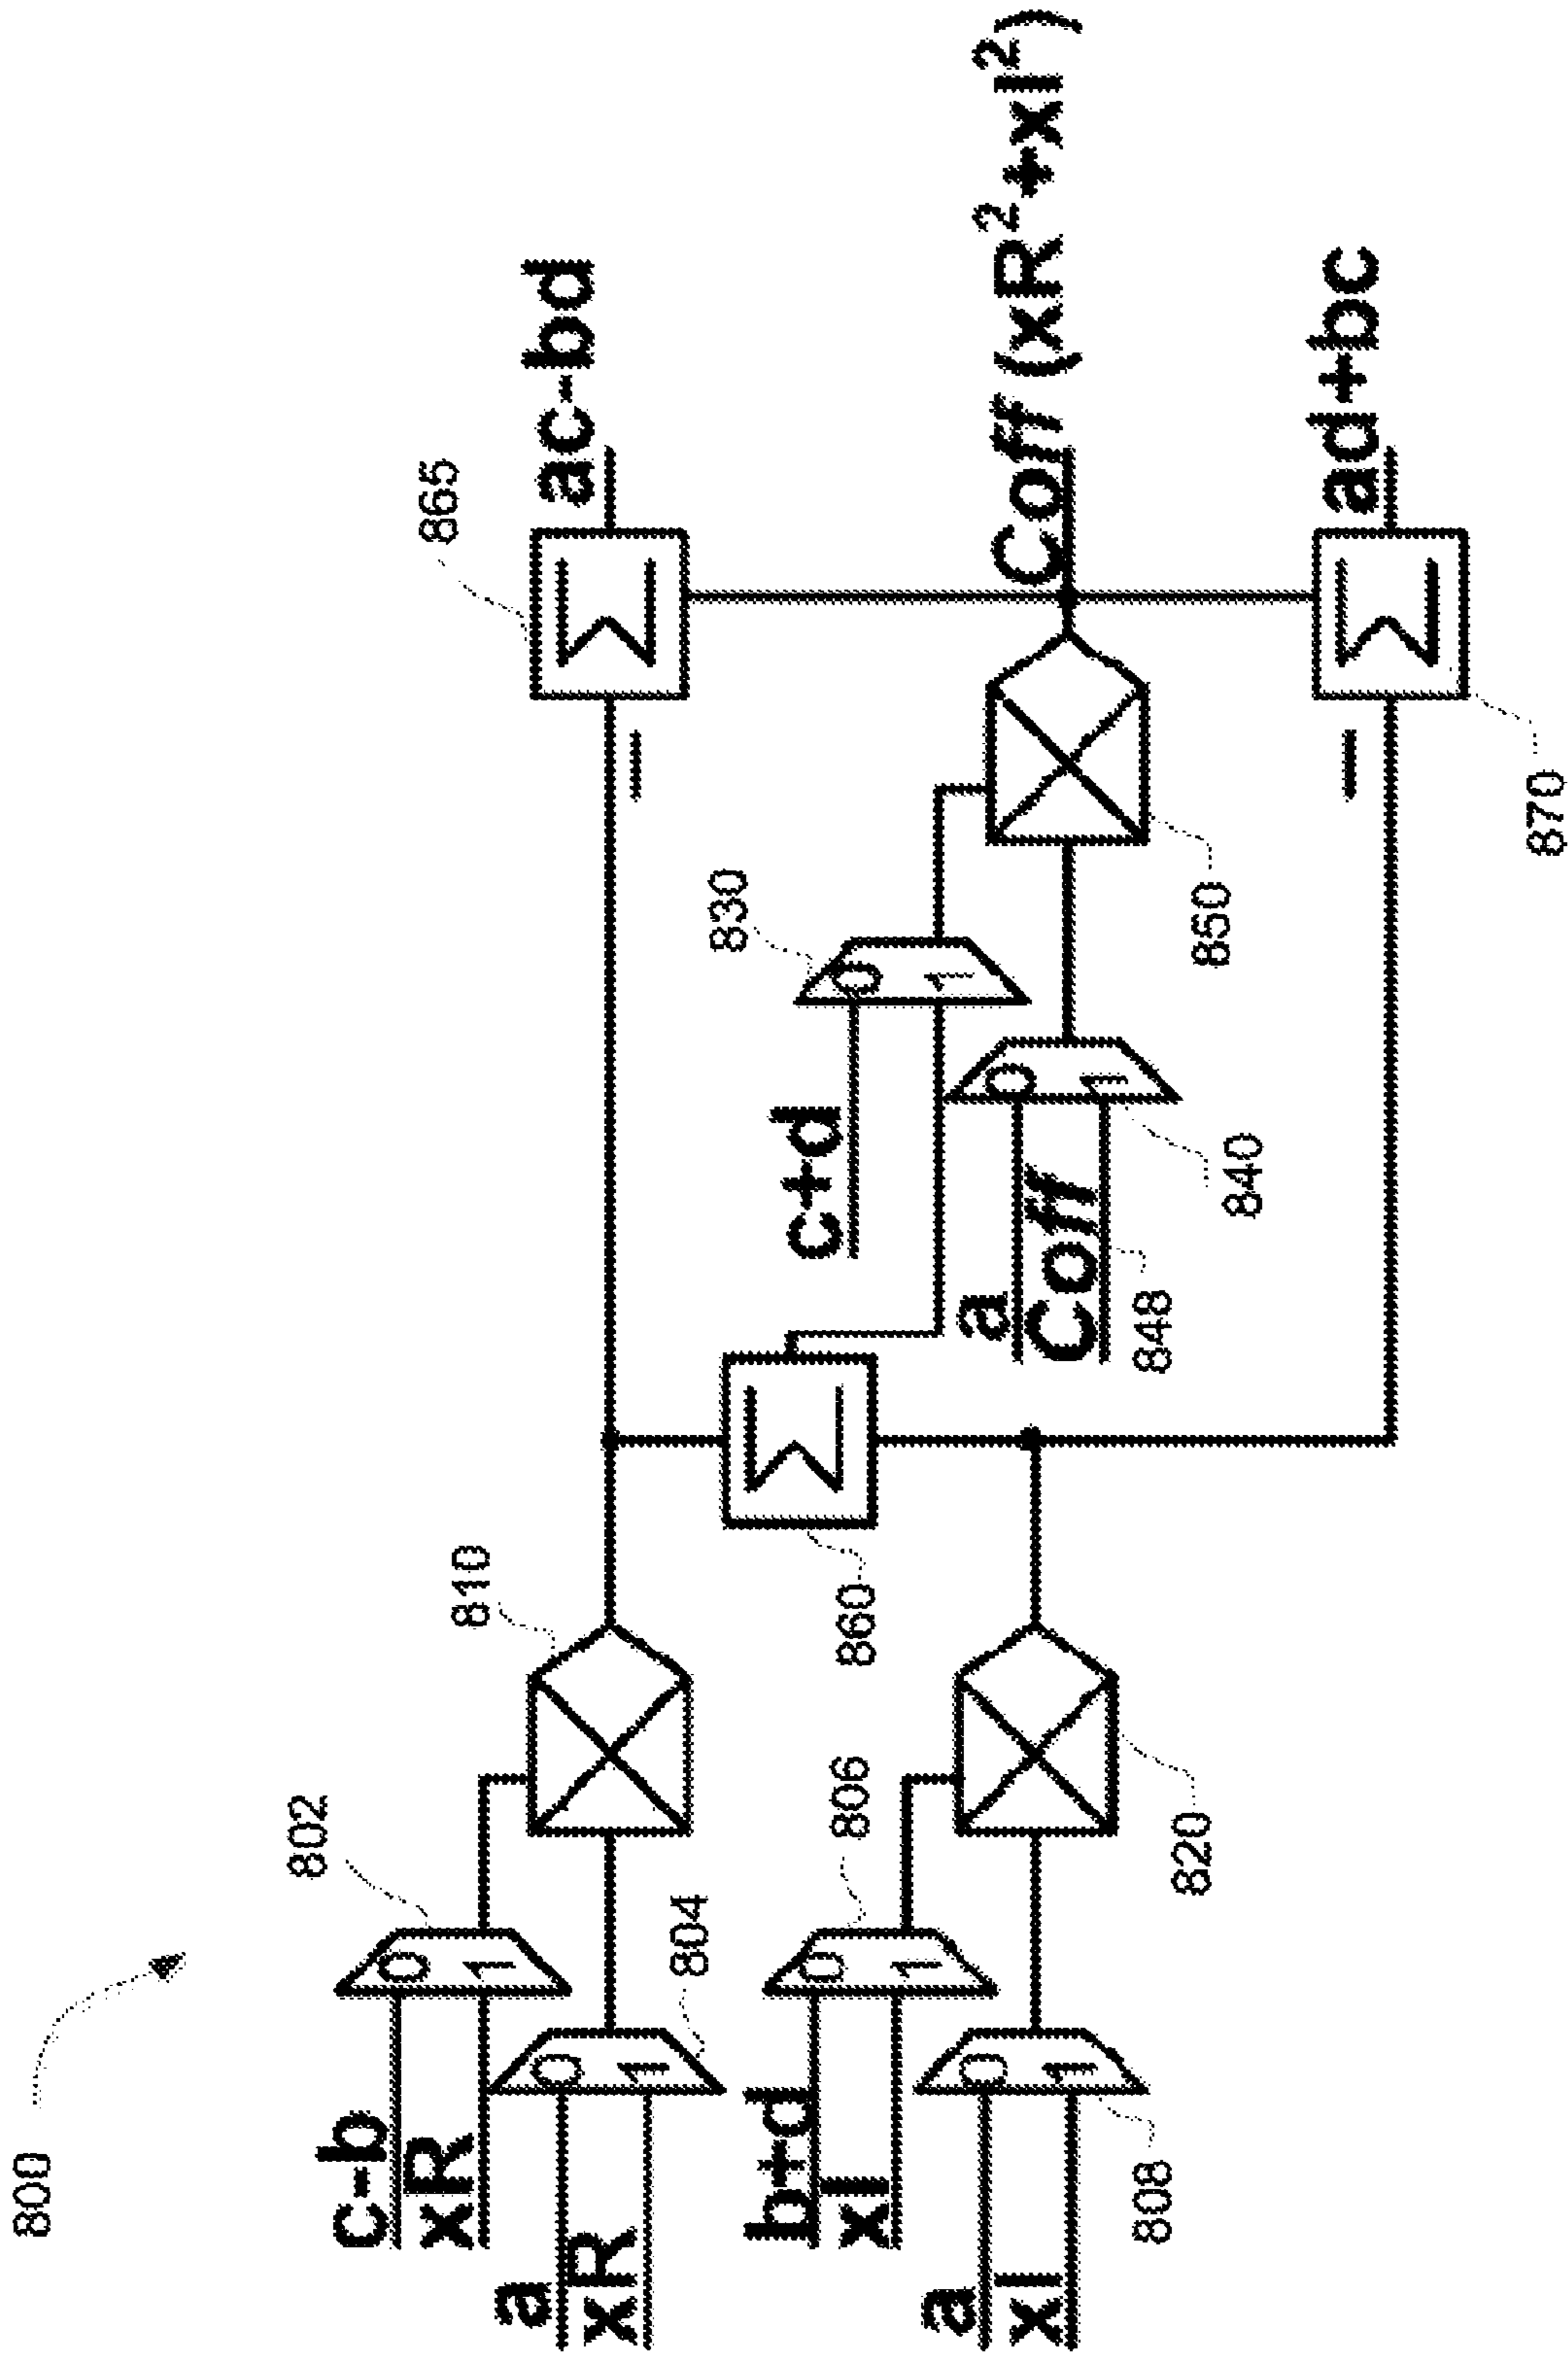 800
c-b
xR
802
0
1
a
xR
804
0
1
810
b+d
xI
806
0
1
a
xI
808
0
1
820
860
Σ
c+d
830
0
1
a
Coff
848
840
0
1
850
865
Σ
ac-bd
Coff (xR²+xI²)
870
Σ
ad+bc
−
−